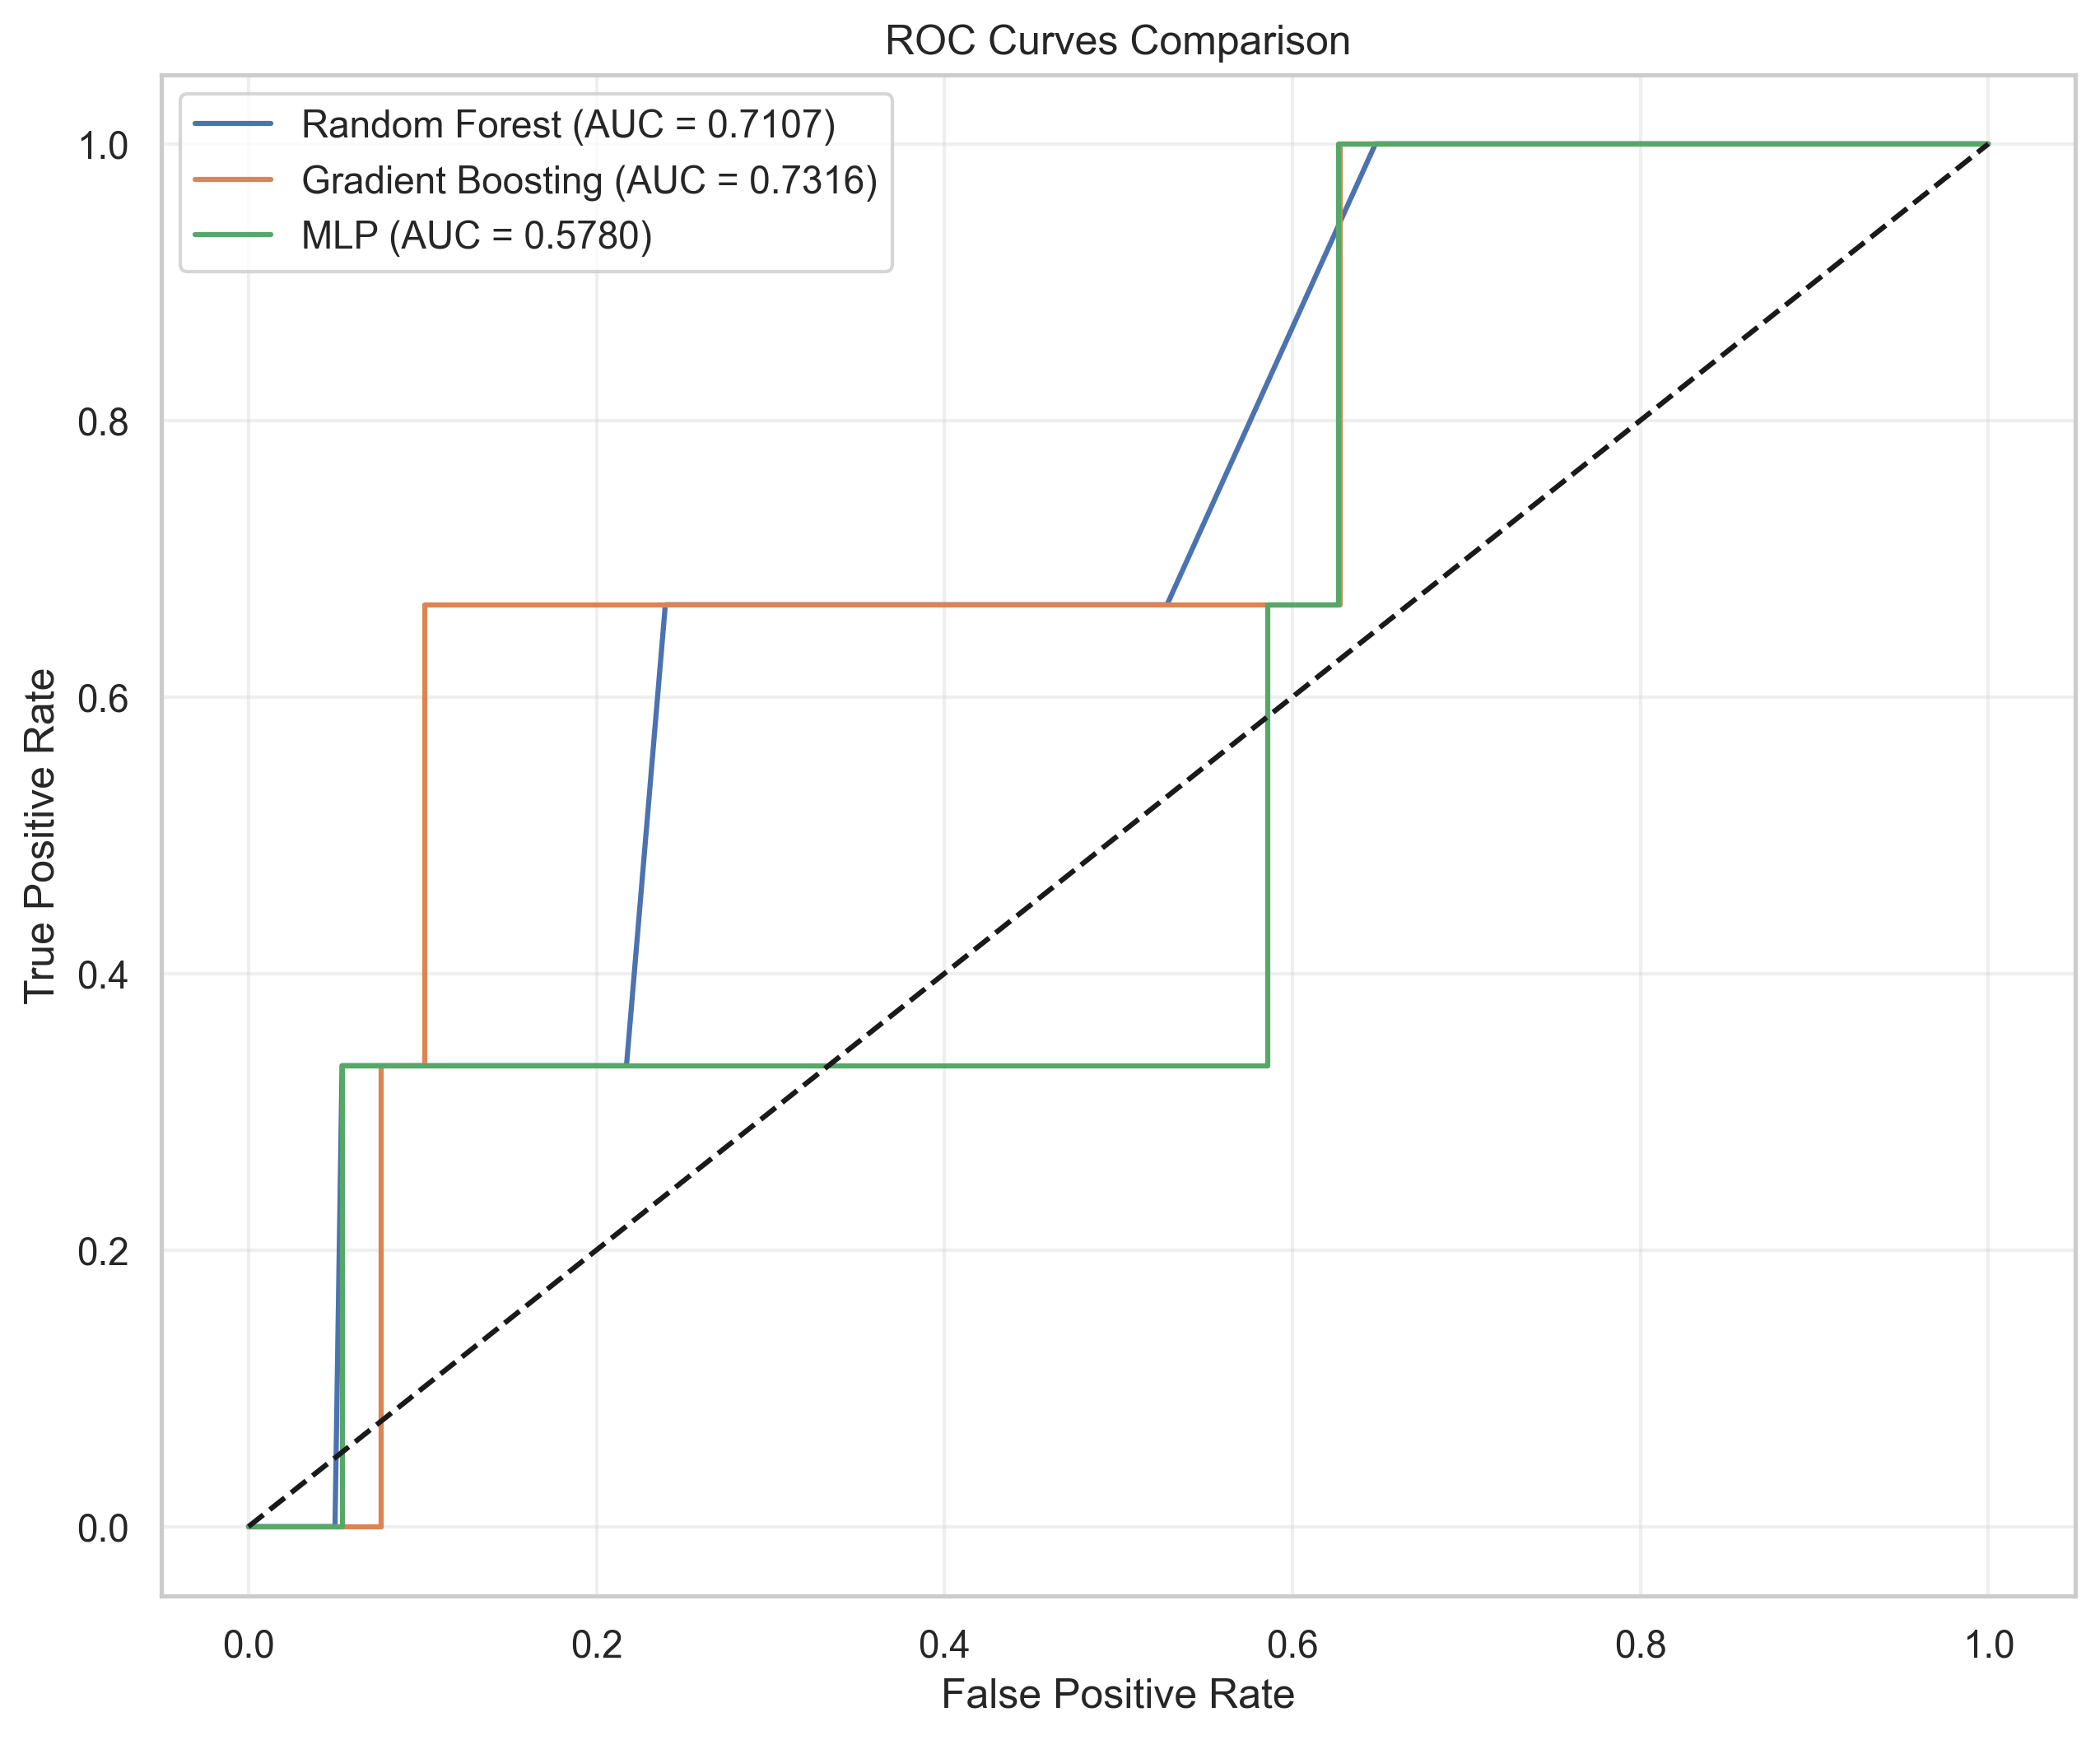 ROC Curves Comparison
Random Forest (AUC = 0.7107)
Gradient Boosting (AUC = 0.7316)
MLP (AUC = 0.5780)
True Positive Rate
1.0
0.8
0.6
0.4
0.2
0.0
0.0 0.2 0.4 0.6 0.8 1.0
False Positive Rate